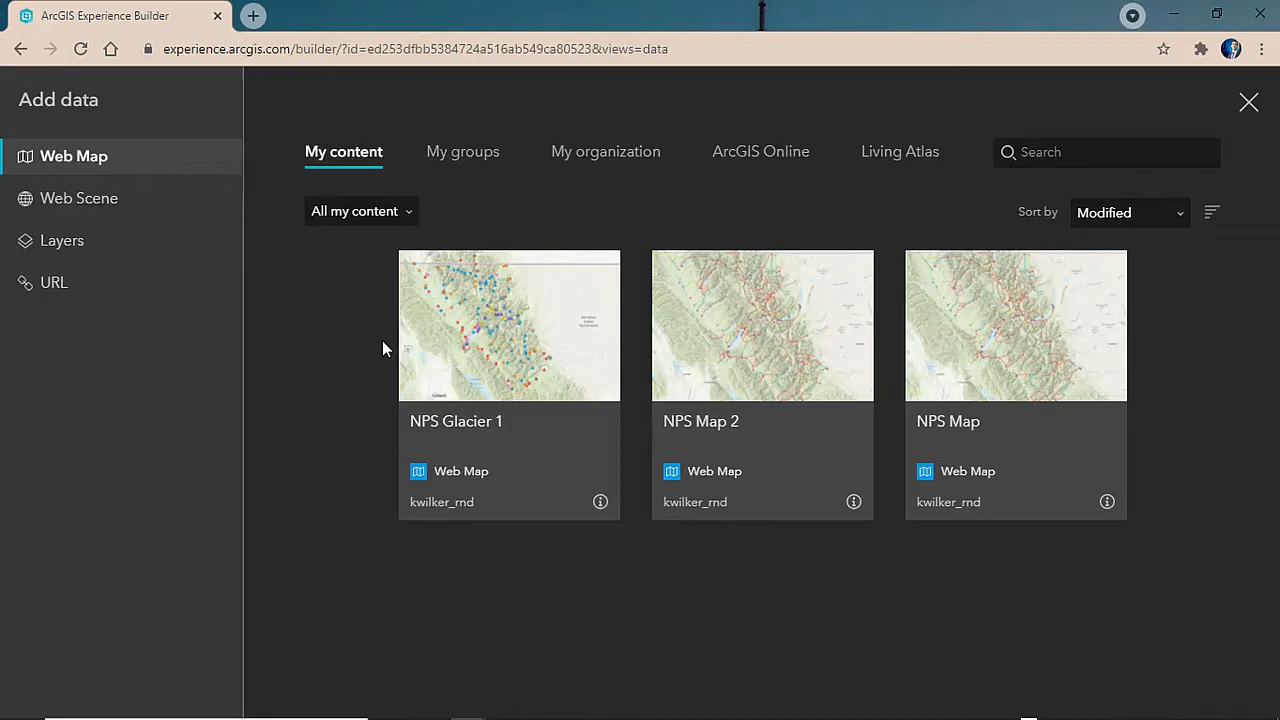 ArcGIS Experience Builder
experience.arcgis.com/builder/?id=ed253dfbb5384724a516ab549ca80523&views=data
Add data
Web Map
Web Scene
Layers
URL
My content
My groups
My organization
ArcGIS Online
Living Atlas
Search
All my content
Sort by
Modified
NPS Glacier 1
Web Map
kwilker_rnd
NPS Map 2
Web Map
kwilker_rnd
NPS Map
Web Map
kwilker_rnd